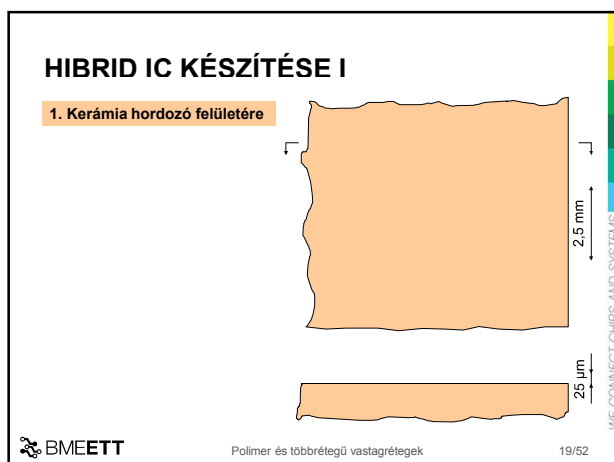 HIBRID IC KÉSZÍTÉSE I
1. Kerámia hordozó felületére
2,5 mm
25 µm
WE CONNECT CHIPS AND SYSTEMS
BMEETT
Polimer és többrétegű vastagrétegek
19/52